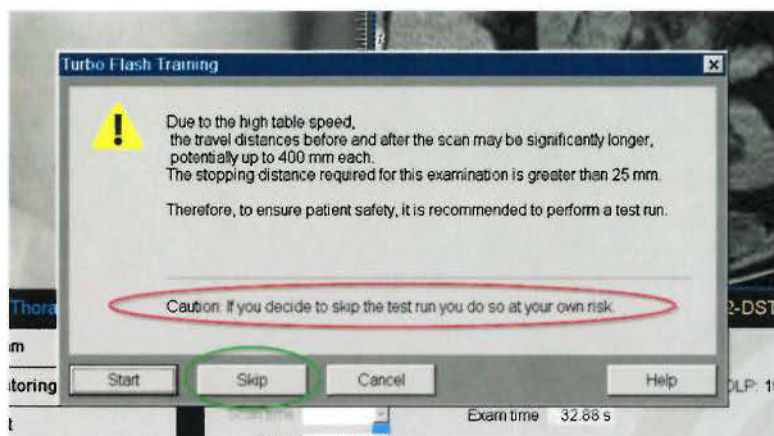 Turbo Flash Training
Due to the high table speed,
the travel distances before and after the scan may be significantly longer,
potentially up to 400 mm each.
The stopping distance required for this examination is greater than 25 mm.
Therefore, to ensure patient safety, it is recommended to perform a test run.
Caution: If you decide to skip the test run you do so at your own risk.
Thora
2-DST
m
Start
Skip
Cancel
Help
toring
DLP: 1
Scan time
Exam time 32.88 s